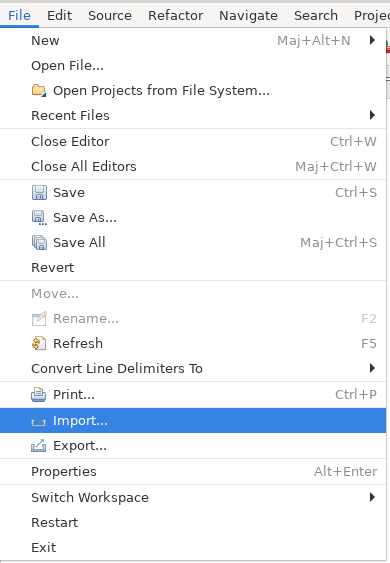 File Edit Source Refactor Navigate Search Projec
New Maj+Alt+N
Open File...
Open Projects from File System...
Recent Files
Close Editor Ctrl+W
Close All Editors Maj+Ctrl+W
Save Ctrl+S
Save As...
Save All Maj+Ctrl+S
Revert
Move...
Rename... F2
Refresh F5
Convert Line Delimiters To
Print... Ctrl+P
Import...
Export...
Properties Alt+Enter
Switch Workspace
Restart
Exit